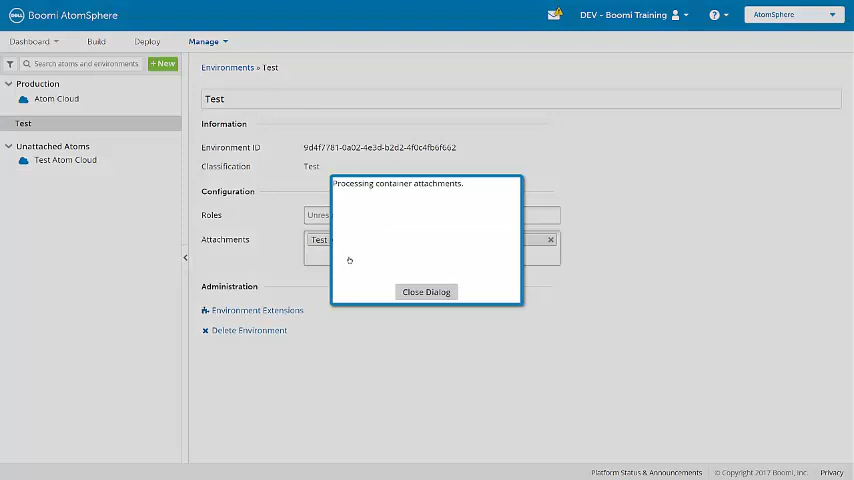 DELL Boomi AtomSphere
DEV - Boomi Training
AtomSphere
Dashboard Build Deploy Manage
Search atoms and environments
+ New
Environments » Test
Production
Atom Cloud
Test
Test
Information
Unattached Atoms
Test Atom Cloud
Environment ID 9d4f7781-0a02-4e3d-b2d2-4f0c4fb6f662
Classification Test
Processing container attachments.
Configuration
Roles Unres
Attachments Test
Close Dialog
Administration
Environment Extensions
Delete Environment
Platform Status & Announcements © Copyright 2017 Boomi, Inc. Privacy